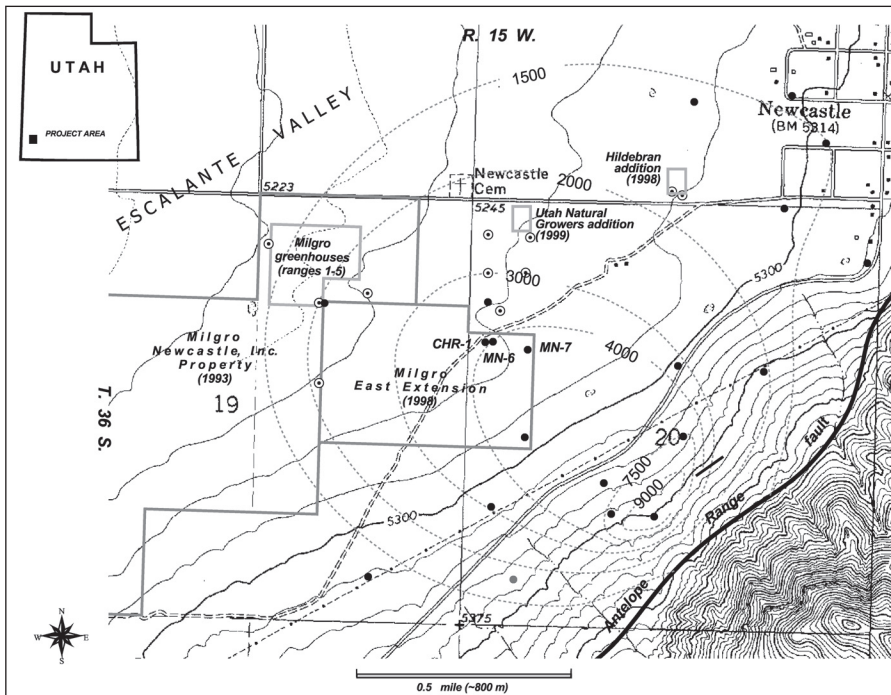 R. 15 W.
UTAH
PROJECT AREA
1500
ESCALANTE VALLEY
Newcastle
(BM 5314)
Hildebran
addition
(1998)
2000
Newcastle
Cem
5223
5245
Utah Natural
Growers addition
(1999)
Milgro
greenhouses
(ranges 1-5)
3000
5300
CHR-1
MN-6
MN-7
4000
Milgro
Newcastle, Inc.
Property
(1993)
Milgro
East Extension
(1998)
T. 36 S.
19
20
7500
9000
fault
Range
Antelope
5300
5375
N
W
E
S
0.5 mile (~800 m)